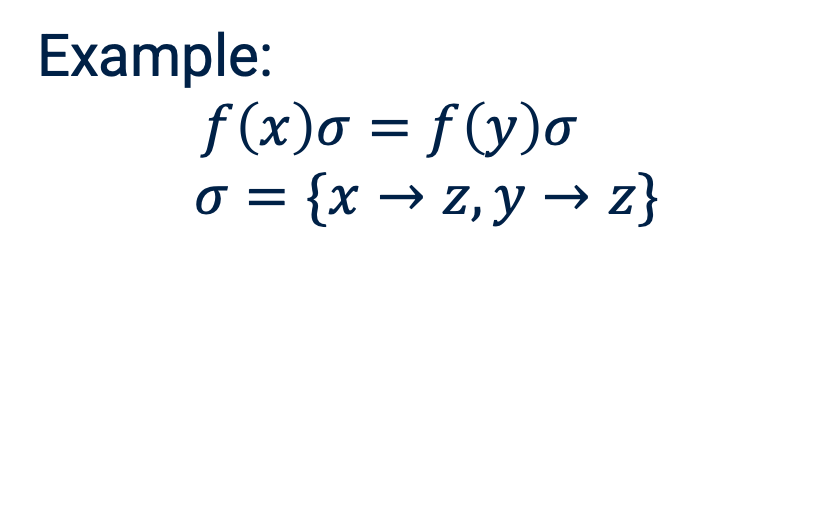 Example:
f(x)σ = f(y)σ
σ = {x → z, y → z}